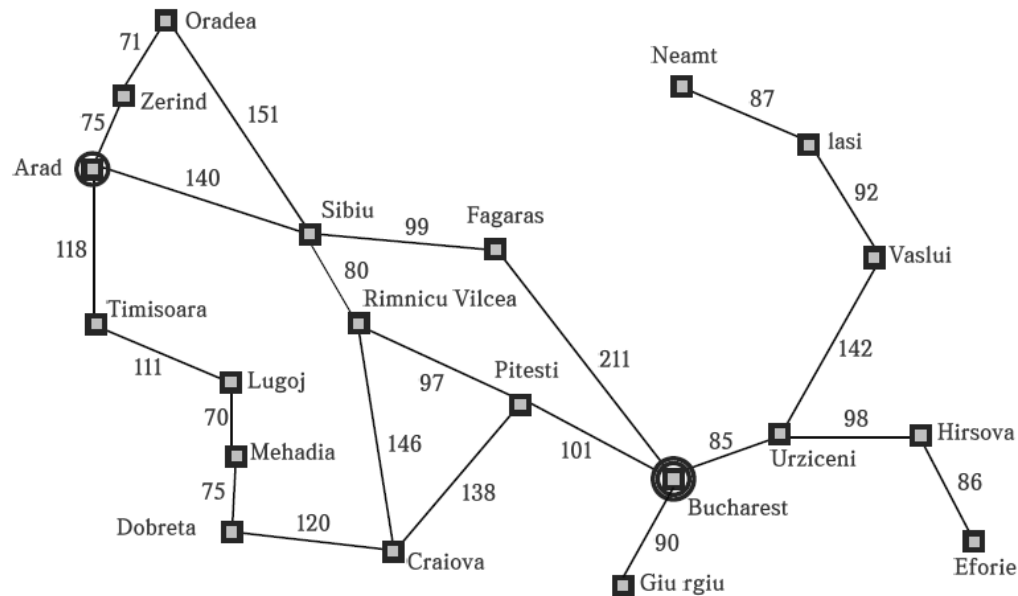 Oradea
71
Neamt
87
Zerind
75
151
Iasi
Arad
140
92
Sibiu
99
Fagaras
118
80
Vaslui
Timisoara
Rimnicu Vilcea
111
211
142
Lugoj
97
Pitesti
70
Mehadia
146
101
85
98
Hirsova
Urziceni
75
138
86
Dobreta
120
Bucharest
90
Craiova
Eforie
Giu rgiu